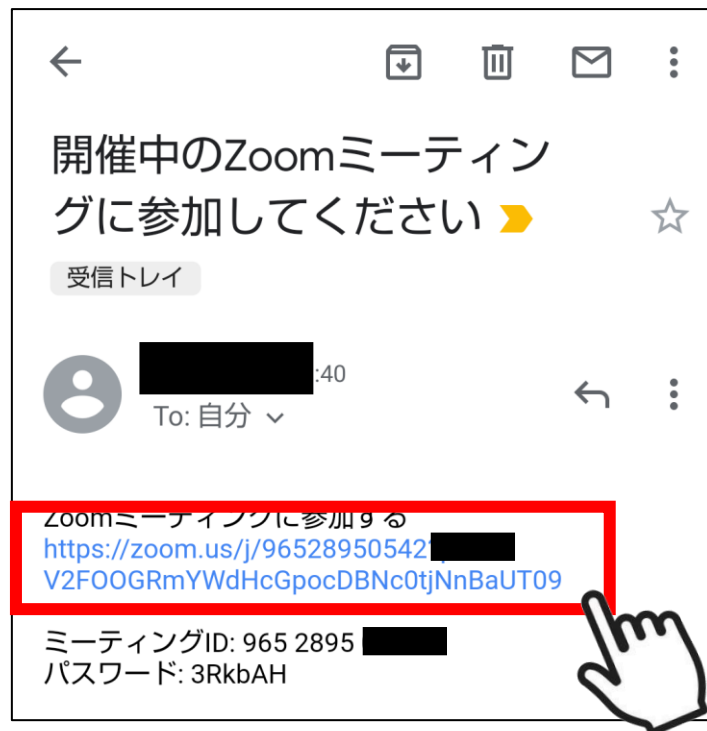 開催中のZoomミーティン
グに参加してください
受信トレイ
:40
To: 自分
Zoomミーティングに参加する
https://zoom.us/j/96528950542
V2FOOGRmYWdHcGpocDBNc0tjNnBaUT09
ミーティングID: 965 2895
パスワード: 3RkbAH